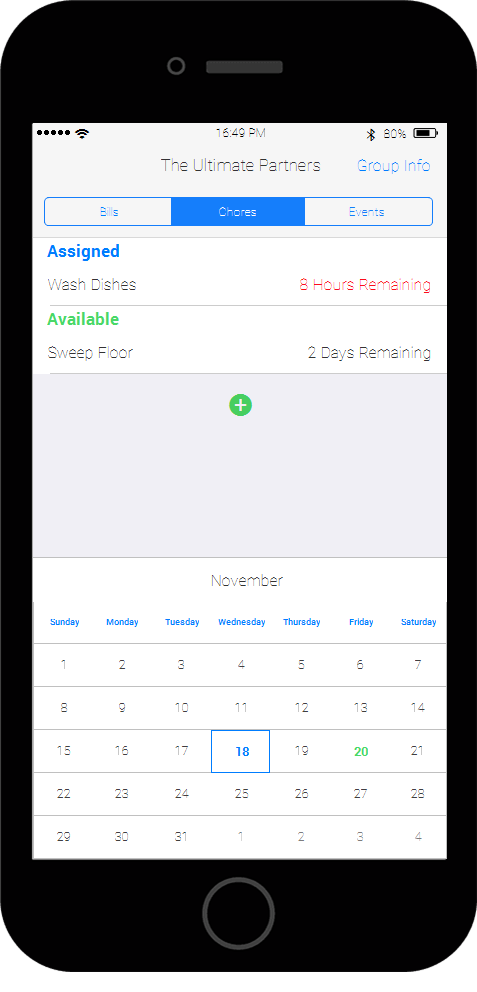 16:49 PM 80%
The Ultimate Partners Group Info
Bills Chores Events
Assigned
Wash Dishes 8 Hours Remaining
Available
Sweep Floor 2 Days Remaining
November
Sunday Monday Tuesday Wednesday Thursday Friday Saturday
1 2 3 4 5 6 7
8 9 10 11 12 13 14
15 16 17 18 19 20 21
22 23 24 25 26 27 28
29 30 31 1 2 3 4